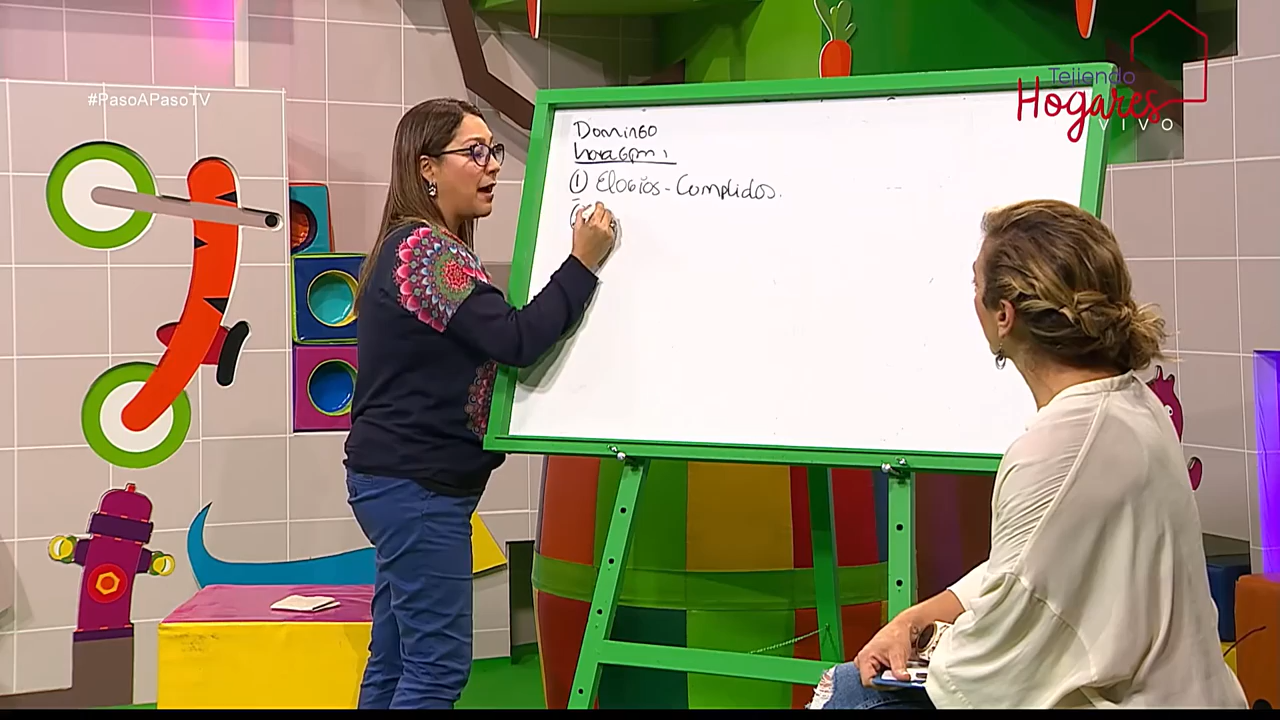 #PasoAPasoTV
Tejiendo
Hogares
VIVO
Domingo
hora 6pm
① Elogios - Cumplidos.